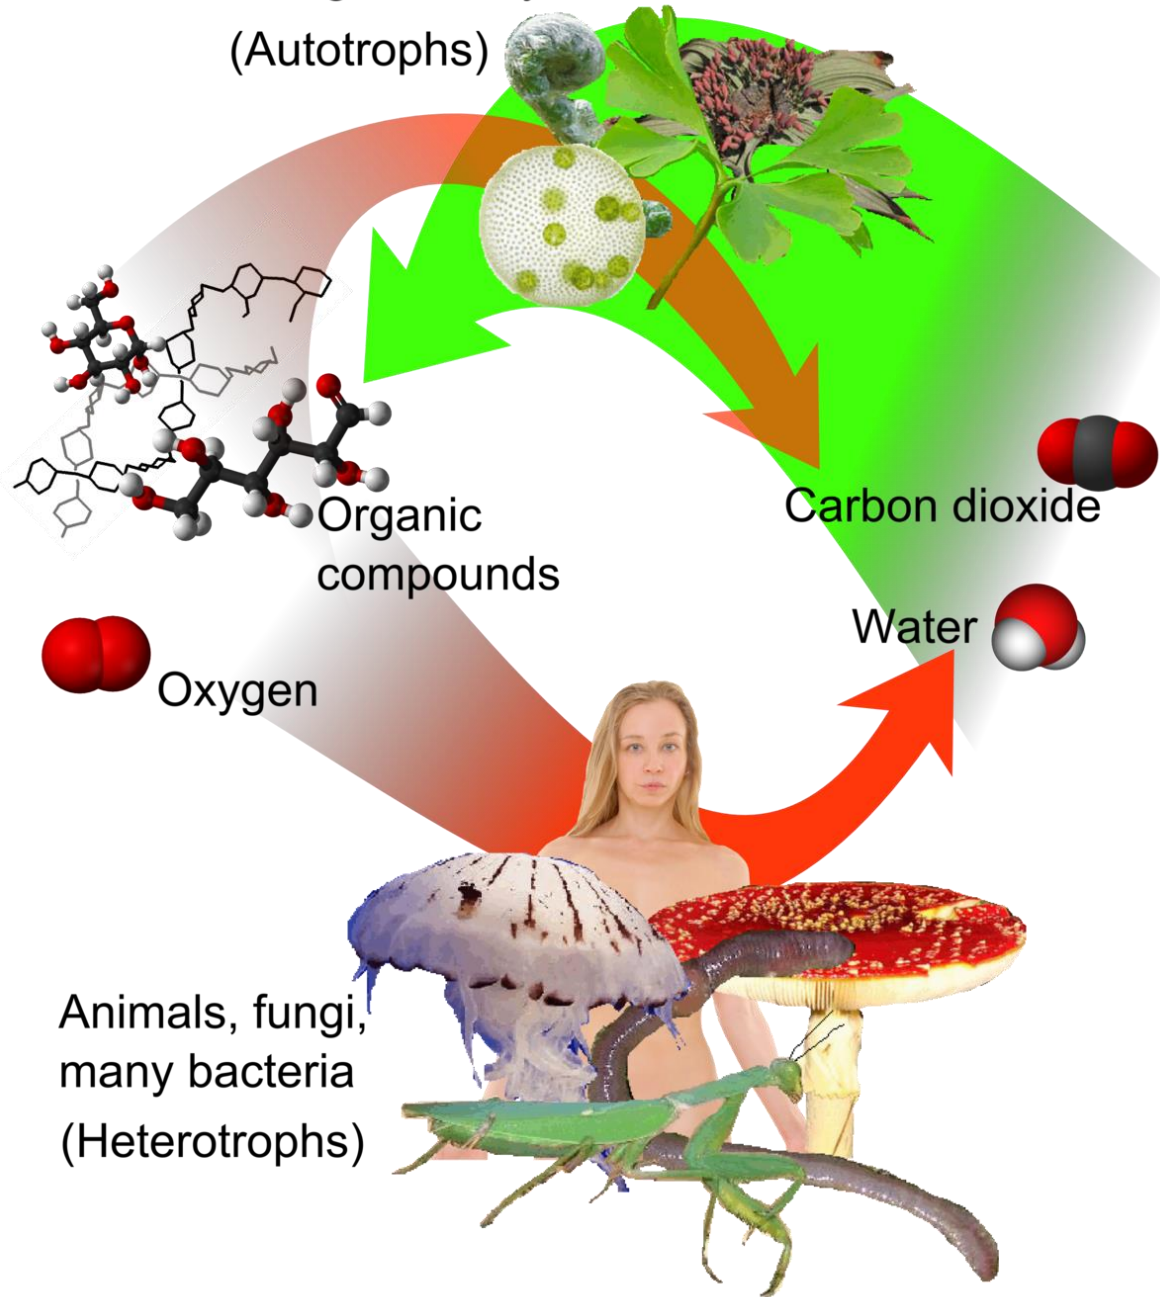 (Autotrophs)
Organic
compounds
Carbon dioxide
Water
Oxygen
Animals, fungi,
many bacteria
(Heterotrophs)